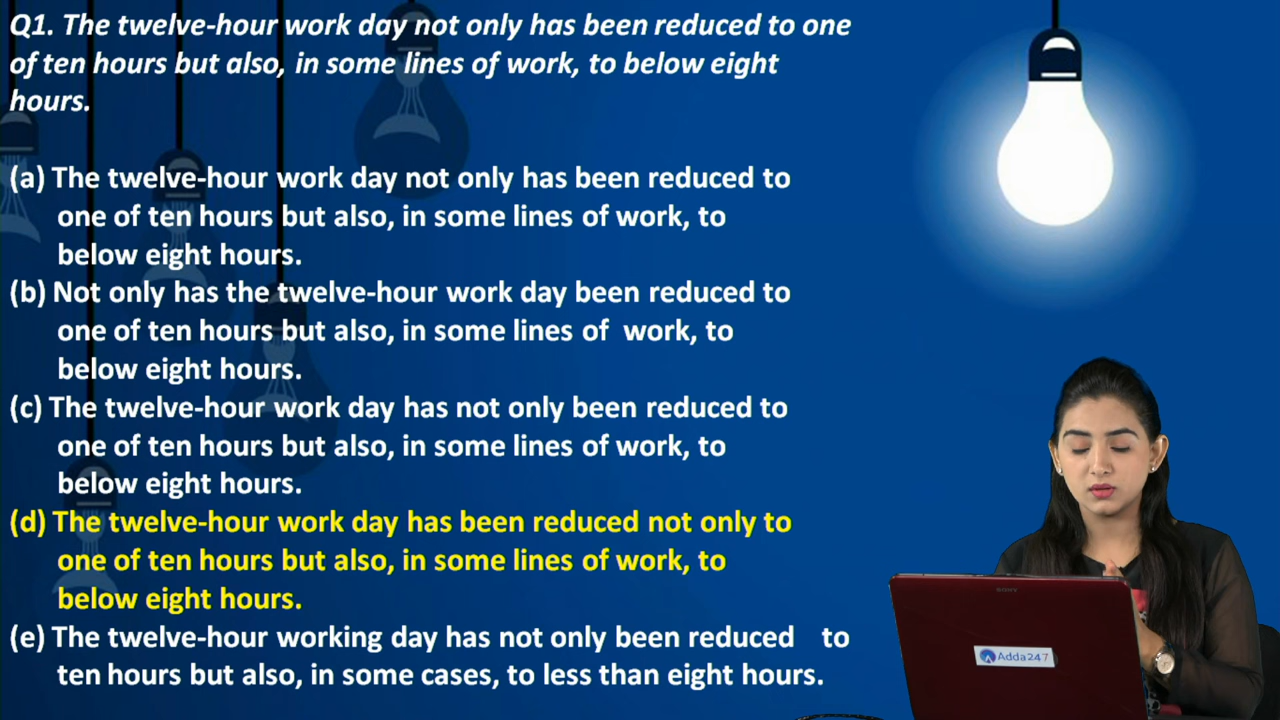 Q1. The twelve-hour work day not only has been reduced to one
of ten hours but also, in some lines of work, to below eight
hours.
(a) The twelve-hour work day not only has been reduced to
one of ten hours but also, in some lines of work, to
below eight hours.
(b) Not only has the twelve-hour work day been reduced to
one of ten hours but also, in some lines of work, to
below eight hours.
(c) The twelve-hour work day has not only been reduced to
one of ten hours but also, in some lines of work, to
below eight hours.
(d) The twelve-hour work day has been reduced not only to
one of ten hours but also, in some lines of work, to
below eight hours.
(e) The twelve-hour working day has not only been reduced to
ten hours but also, in some cases, to less than eight hours.
SONY
Adda247